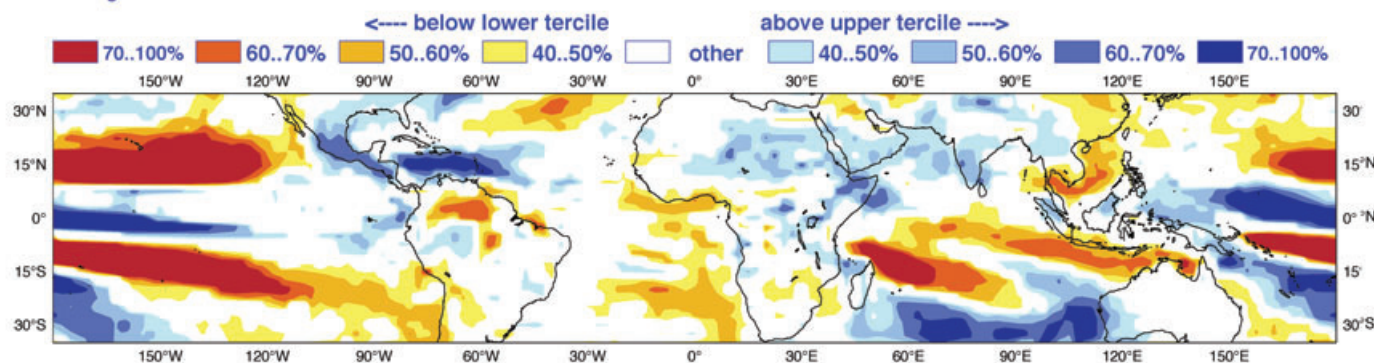 <---- below lower tercile above upper tercile ---->
70..100% 60..70% 50..60% 40..50% other 40..50% 50..60% 60..70% 70..100%
150°W 120°W 90°W 60°W 30°W 0° 30°E 60°E 90°E 120°E 150°E
30°N 30°
15°N 15°N
0° 0°N
15°S 15°
30°S 30°S
150°W 120°W 90°W 60°W 30°W 0° 30°E 60°E 90°E 120°E 150°E